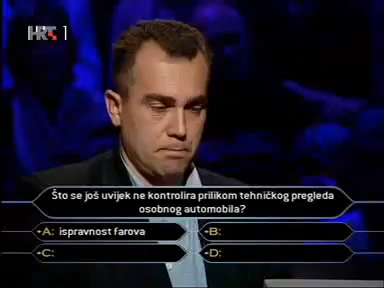 HRT 1
Što se još uvijek ne kontrolira prilikom tehničkog pregleda
osobnog automobila?
A: ispravnost farova
B:
C:
D: